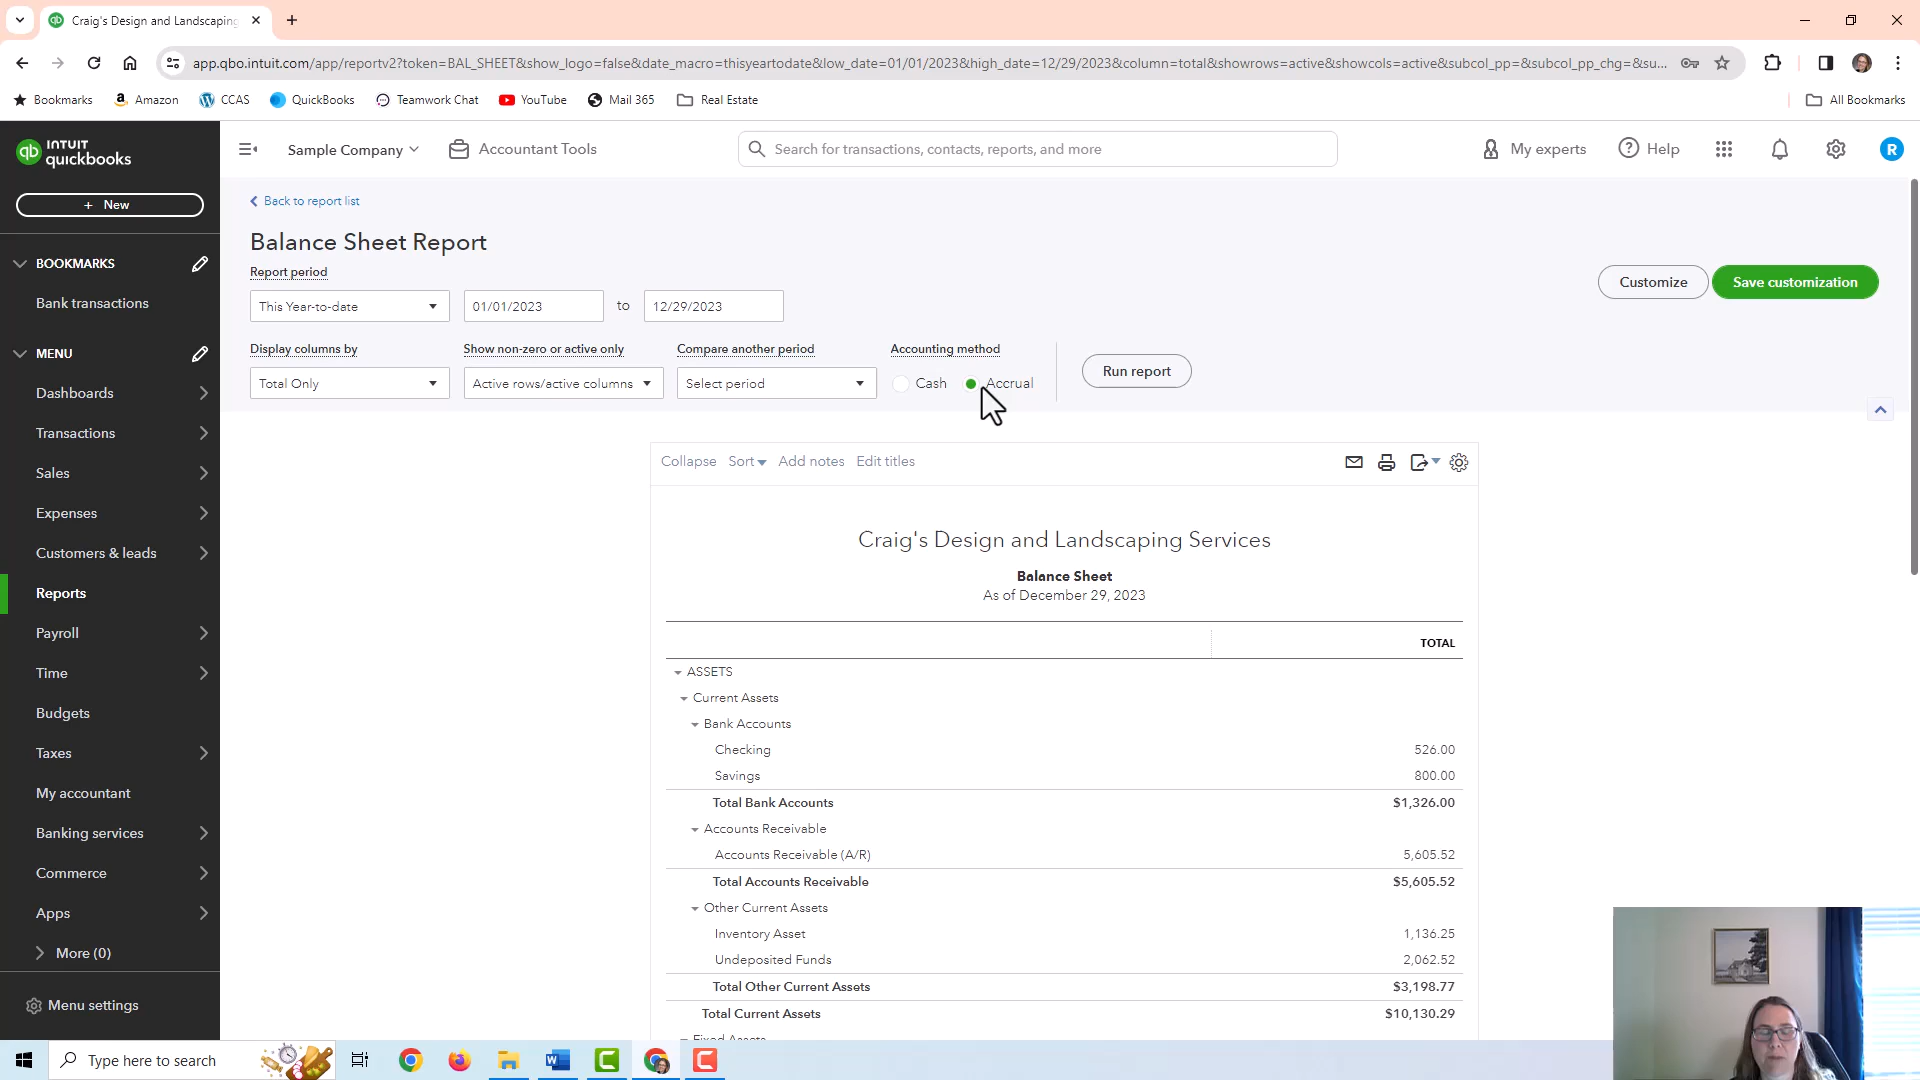 Craig's Design and Landscaping
app.qbo.intuit.com/app/reportv2?token=BAL_SHEET&show_logo=false&date_macro=thisyeartodate&low_date=01/01/2023&high_date=12/29/2023&column=total&showrows=active&showcols=active&subcol_pp=&subcol_pp_chg=&su...
Bookmarks Amazon CCAS QuickBooks Teamwork Chat YouTube Mail 365 Real Estate All Bookmarks
INTUIT
quickbooks
Sample Company
Accountant Tools
Search for transactions, contacts, reports, and more
My experts
Help
R
+ New
BOOKMARKS
Bank transactions
MENU
Dashboards
Transactions
Sales
Expenses
Customers & leads
Reports
Payroll
Time
Budgets
Taxes
My accountant
Banking services
Commerce
Apps
More (0)
Menu settings
Back to report list
Balance Sheet Report
Report period
This Year-to-date 01/01/2023 to 12/29/2023
Customize Save customization
Display columns by Show non-zero or active only Compare another period Accounting method
Total Only Active rows/active columns Select period Cash Accrual
Run report
Collapse Sort Add notes Edit titles
Craig's Design and Landscaping Services
Balance Sheet
As of December 29, 2023
TOTAL
ASSETS
Current Assets
Bank Accounts
Checking 526.00
Savings 800.00
Total Bank Accounts $1,326.00
Accounts Receivable
Accounts Receivable (A/R) 5,605.52
Total Accounts Receivable $5,605.52
Other Current Assets
Inventory Asset 1,136.25
Undeposited Funds 2,062.52
Total Other Current Assets $3,198.77
Total Current Assets $10,130.29
Fixed Assets
Type here to search